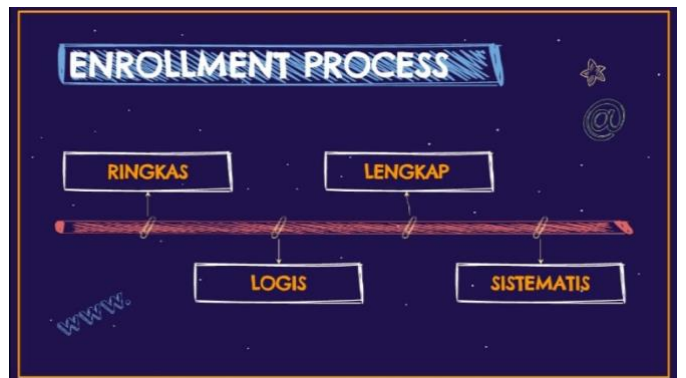 ENROLLMENT PROCESS
@
RINGKAS
LENGKAP
LOGIS
SISTEMATIS
www.